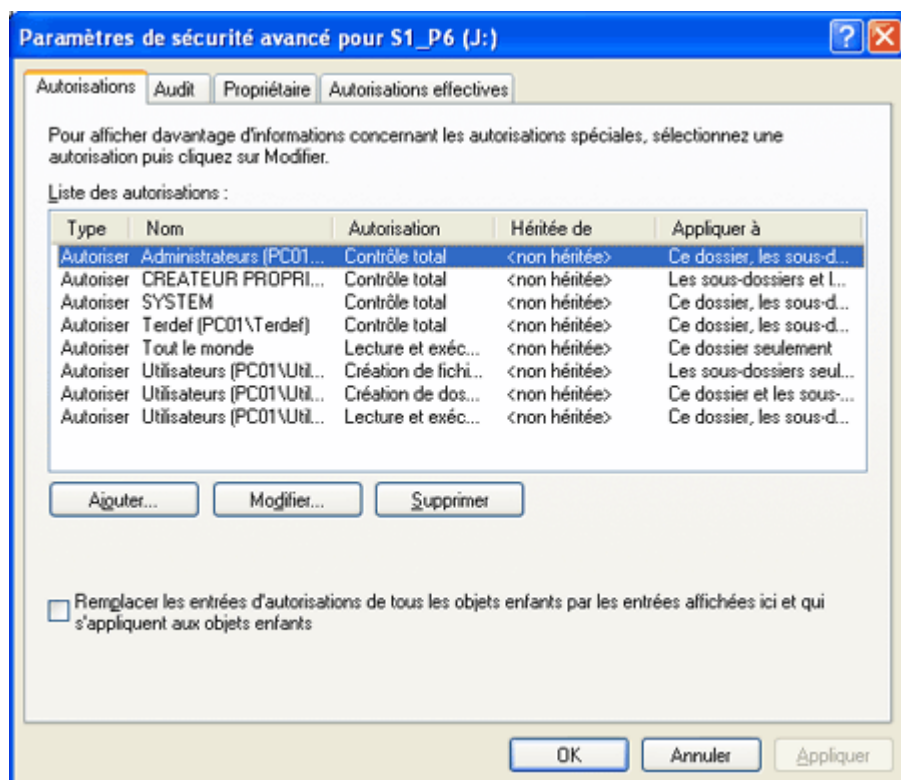 Paramètres de sécurité avancé pour S1_P6 (J:)
Autorisations Audit Propriétaire Autorisations effectives
Pour afficher davantage d'informations concernant les autorisations spéciales, sélectionnez une
autorisation puis cliquez sur Modifier.
Liste des autorisations :
Type Nom Autorisation Héritée de Appliquer à
Autoriser Administrateurs (PC01... Contrôle total <non héritée> Ce dossier, les sous-d...
Autoriser CREATEUR PROPRI... Contrôle total <non héritée> Les sous-dossiers et l...
Autoriser SYSTEM Contrôle total <non héritée> Ce dossier, les sous-d...
Autoriser Terdef (PC01\Terdef) Contrôle total <non héritée> Ce dossier, les sous-d...
Autoriser Tout le monde Lecture et exéc... <non héritée> Ce dossier seulement
Autoriser Utilisateurs (PC01\Util... Création de fichi... <non héritée> Les sous-dossiers seul...
Autoriser Utilisateurs (PC01\Util... Création de dos... <non héritée> Ce dossier et les sous-...
Autoriser Utilisateurs (PC01\Util... Lecture et exéc... <non héritée> Ce dossier, les sous-d...
Ajouter... Modifier... Supprimer
Remplacer les entrées d'autorisations de tous les objets enfants par les entrées affichées ici et qui
s'appliquent aux objets enfants
OK Annuler Appliquer